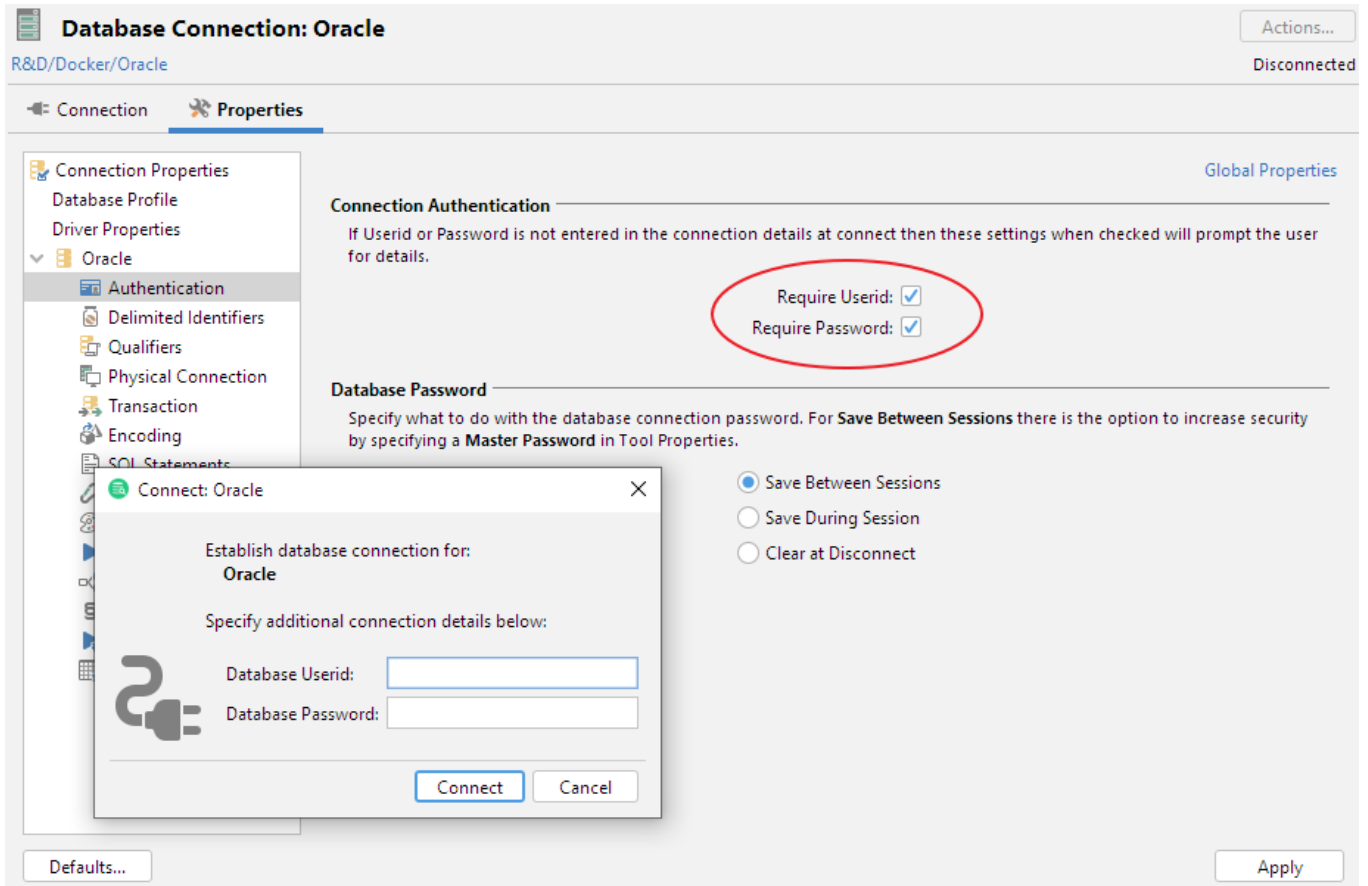 Database Connection: Oracle
Actions...
R&D/Docker/Oracle
Disconnected
Connection
Properties
Connection Properties
Database Profile
Driver Properties
Oracle
Authentication
Delimited Identifiers
Qualifiers
Physical Connection
Transaction
Encoding
SQL Statements
Global Properties
Connection Authentication
If Userid or Password is not entered in the connection details at connect then these settings when checked will prompt the user
for details.
Require Userid:
Require Password:
Database Password
Specify what to do with the database connection password. For Save Between Sessions there is the option to increase security
by specifying a Master Password in Tool Properties.
Save Between Sessions
Save During Session
Clear at Disconnect
Connect: Oracle
Establish database connection for:
Oracle
Specify additional connection details below:
Database Userid:
Database Password:
Connect
Cancel
Defaults...
Apply